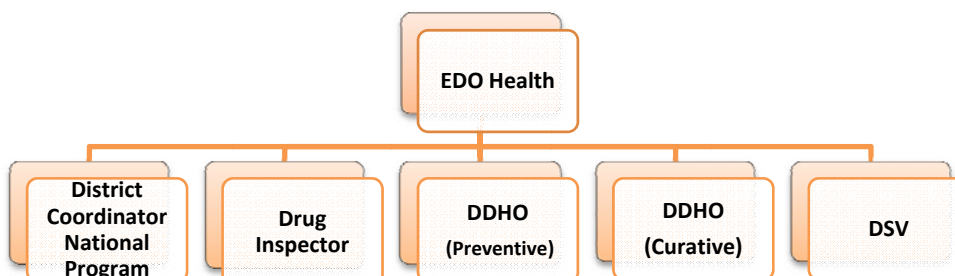 EDO Health
District
Coordinator
National
Program
Drug
Inspector
DDHO
(Preventive)
DDHO
(Curative)
DSV